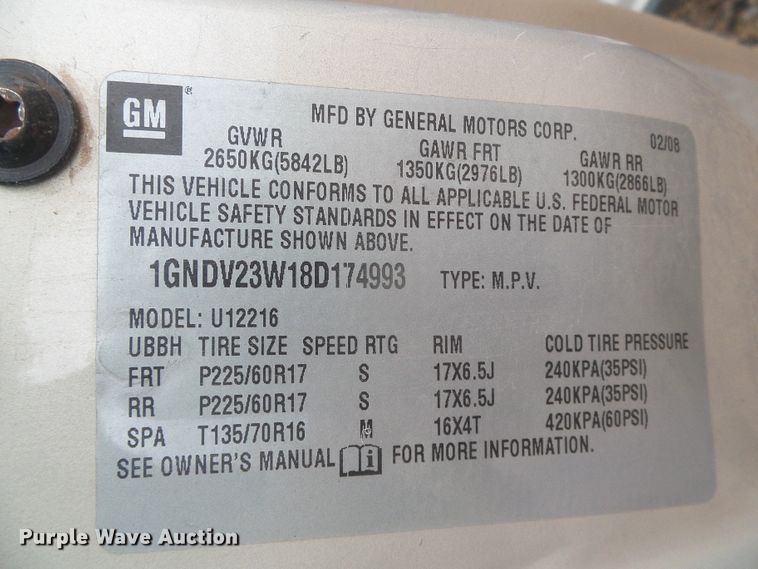 GM®
MFD BY GENERAL MOTORS CORP. 02/08
GVWR GAWR FRT GAWR RR
2650KG(5842LB) 1350KG(2976LB) 1300KG(2866LB)
THIS VEHICLE CONFORMS TO ALL APPLICABLE U.S. FEDERAL MOTOR
VEHICLE SAFETY STANDARDS IN EFFECT ON THE DATE OF
MANUFACTURE SHOWN ABOVE.
1GNDV23W18D174993 TYPE: M.P.V.
MODEL: U12216
UBBH TIRE SIZE SPEED RTG RIM COLD TIRE PRESSURE
FRT P225/60R17 S 17X6.5J 240KPA(35PSI)
RR P225/60R17 S 17X6.5J 240KPA(35PSI)
SPA T135/70R16 M 16X4T 420KPA(60PSI)
SEE OWNER'S MANUAL i FOR MORE INFORMATION.
Purple Wave Auction